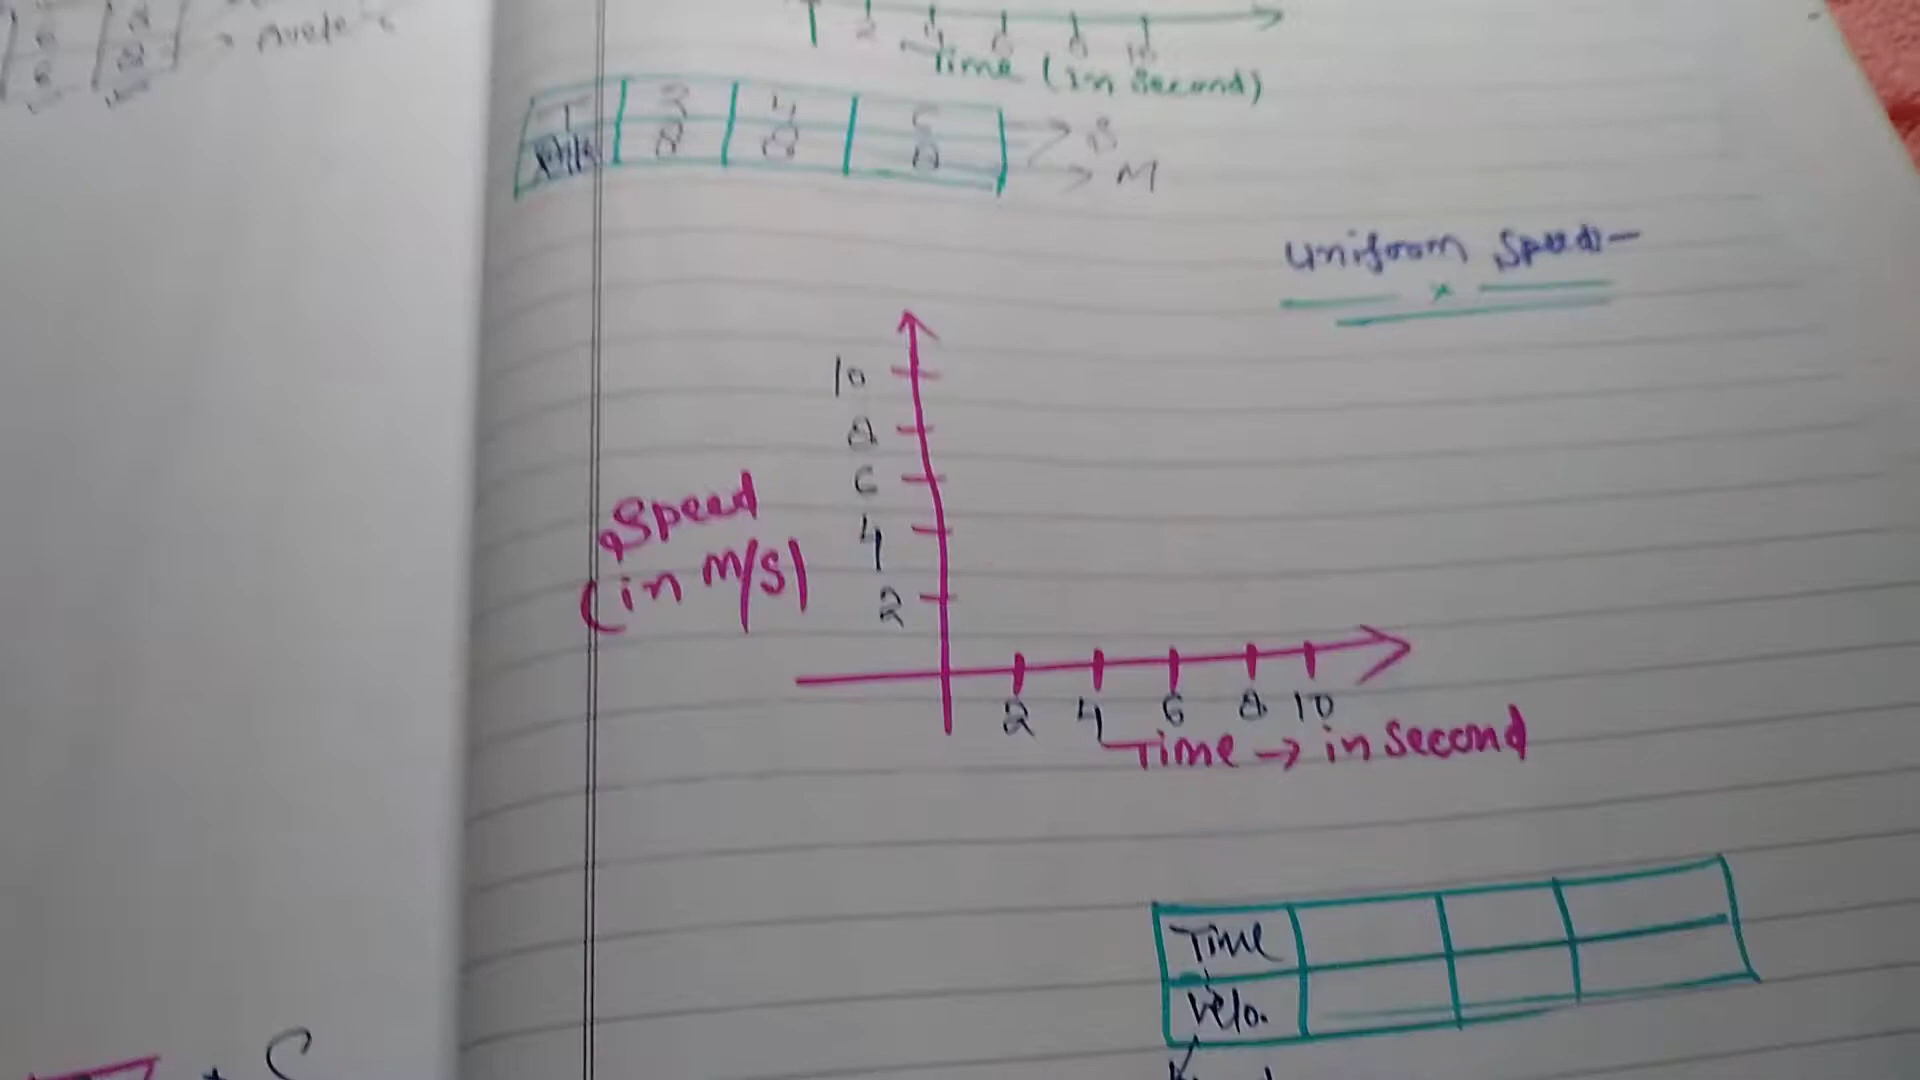 2 4 6 8 10
Time (in second)
T 2 4 6
8 8 8
S
M
uniform speed-
10
8
6
4
2
Speed
(in m/s)
2 4 6 8 10
Time → in second
Time
Velo.